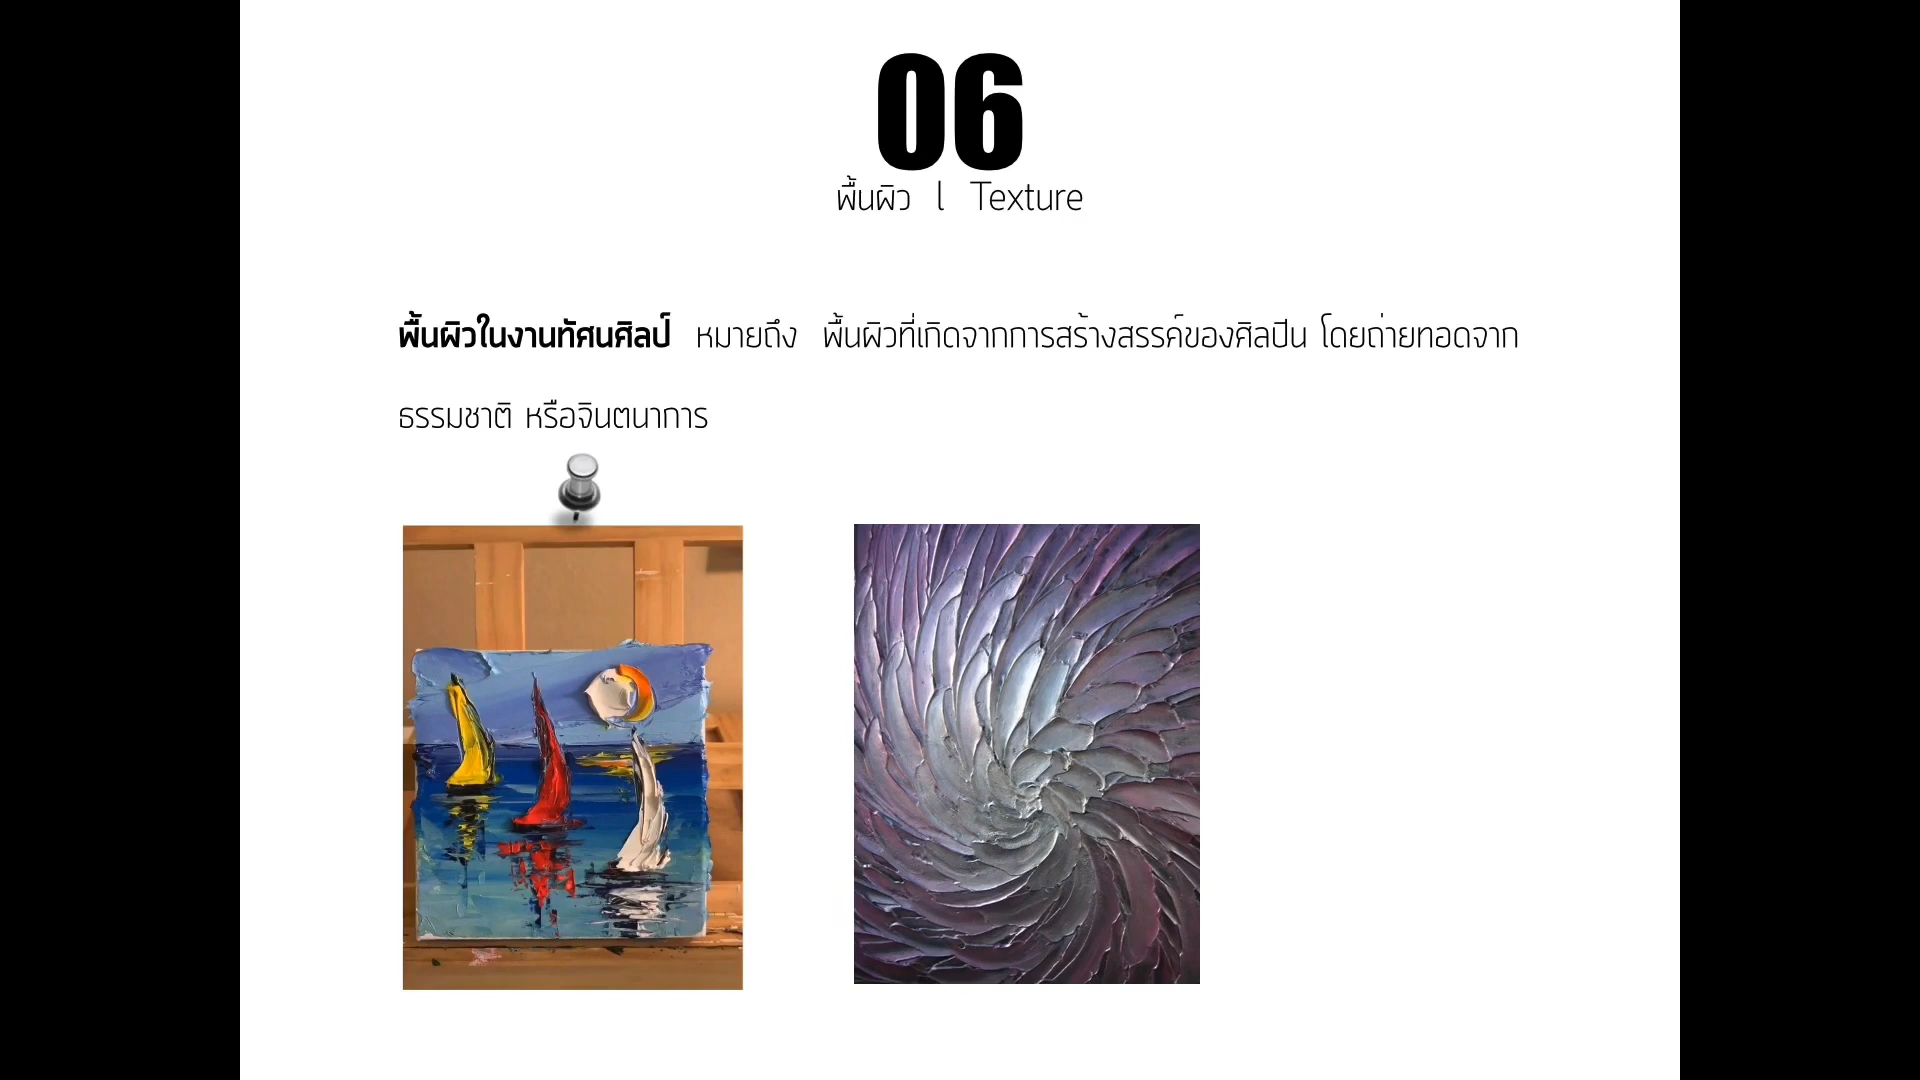 06
พื้นผิว l Texture
พื้นผิวในงานทัศนศิลป์ หมายถึง พื้นผิวที่เกิดจากการสร้างสรรค์ของศิลปิน โดยถ่ายทอดจาก
ธรรมชาติ หรือจินตนาการ